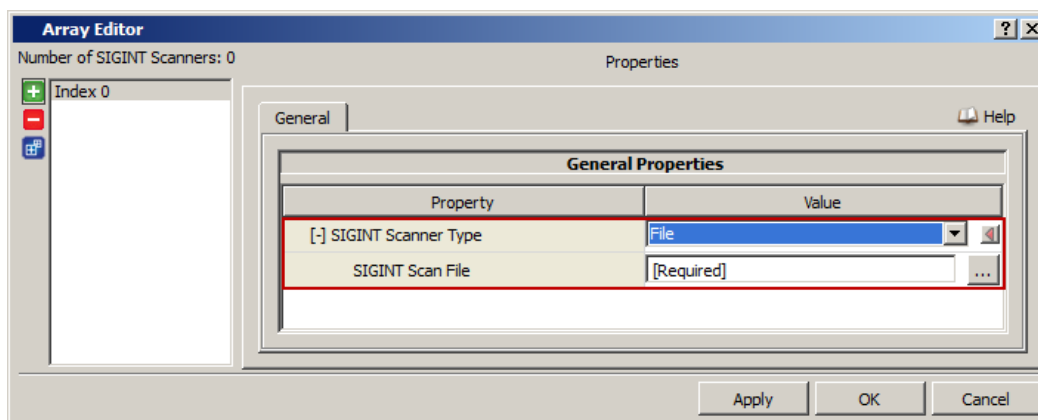 Array Editor
Number of SIGINT Scanners: 0
Properties
Index 0
General
Help
General Properties
Property Value
[-] SIGINT Scanner Type File
SIGINT Scan File [Required] ...
Apply OK Cancel